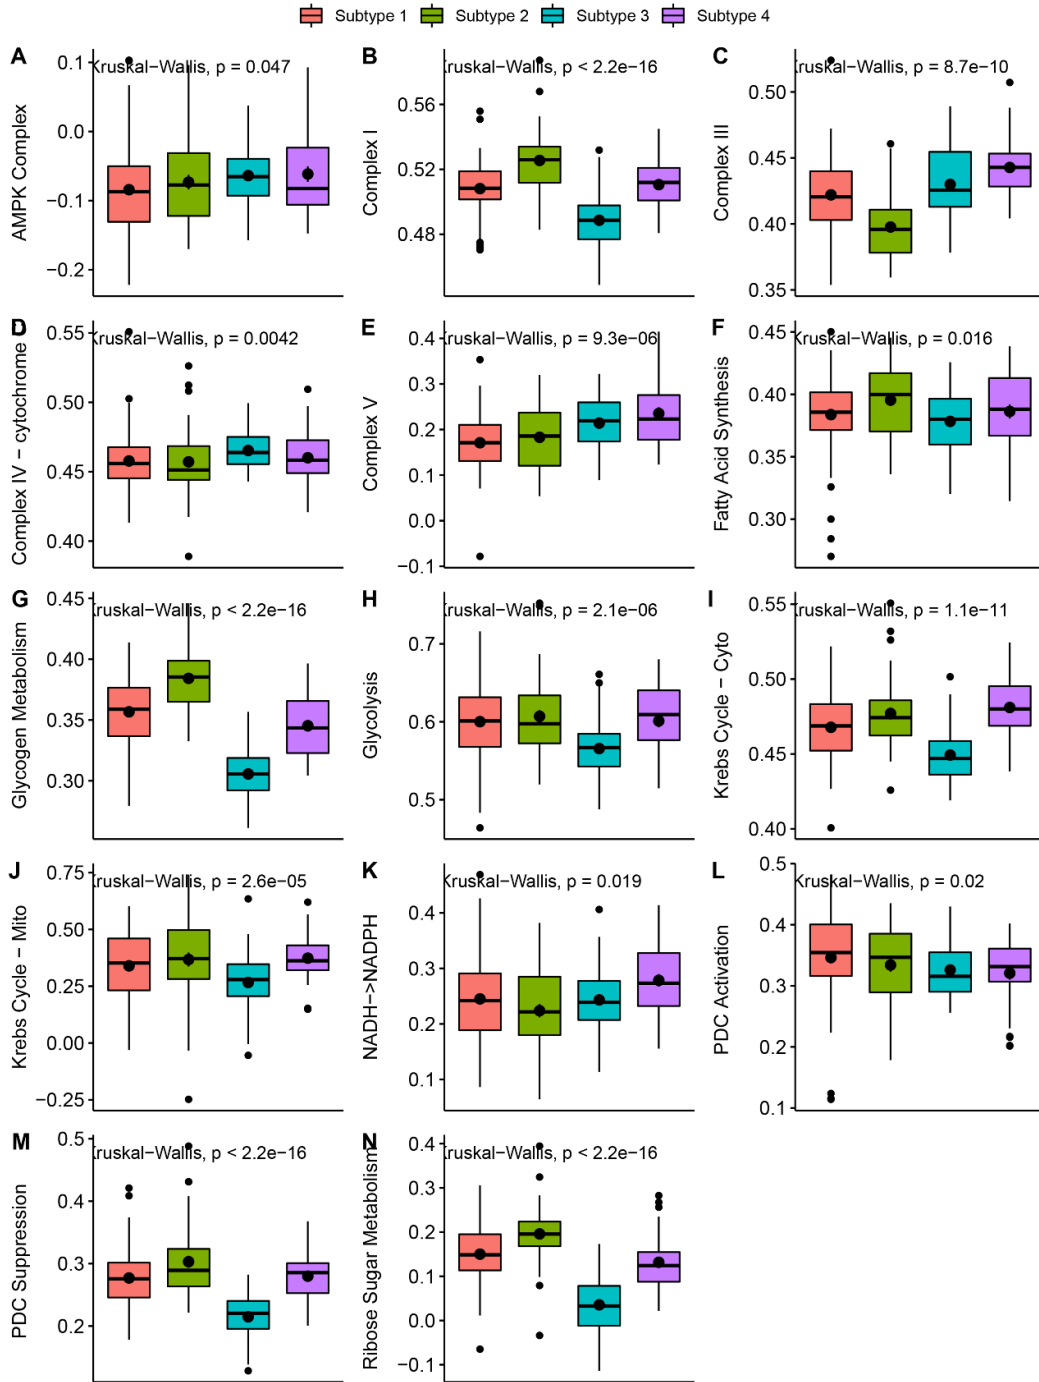 Subtype 1 Subtype 2 Subtype 3 Subtype 4
A
Kruskal−Wallis, p = 0.047
AMPK Complex
0.1
0.0
−0.1
−0.2
B
Kruskal−Wallis, p < 2.2e−16
Complex I
0.56
0.52
0.48
C
Kruskal−Wallis, p = 8.7e−10
Complex III
0.50
0.45
0.40
0.35
D
Kruskal−Wallis, p = 0.0042
Complex IV − cytochrome
0.55
0.50
0.45
0.40
E
Kruskal−Wallis, p = 9.3e−06
Complex V
0.4
0.3
0.2
0.1
0.0
−0.1
F
Kruskal−Wallis, p = 0.016
Fatty Acid Synthesis
0.45
0.40
0.35
0.30
G
Kruskal−Wallis, p < 2.2e−16
Glycogen Metabolism
0.45
0.40
0.35
0.30
H
Kruskal−Wallis, p = 2.1e−06
Glycolysis
0.7
0.6
0.5
I
Kruskal−Wallis, p = 1.1e−11
Krebs Cycle − Cyto
0.55
0.50
0.45
0.40
J
Kruskal−Wallis, p = 2.6e−05
Krebs Cycle − Mito
0.75
0.50
0.25
0.00
−0.25
K
Kruskal−Wallis, p = 0.019
NADH−>NADPH
0.4
0.3
0.2
0.1
L
Kruskal−Wallis, p = 0.02
PDC Activation
0.5
0.4
0.3
0.2
0.1
M
Kruskal−Wallis, p < 2.2e−16
PDC Suppression
0.5
0.4
0.3
0.2
N
Kruskal−Wallis, p < 2.2e−16
Ribose Sugar Metabolism
0.4
0.3
0.2
0.1
0.0
−0.1